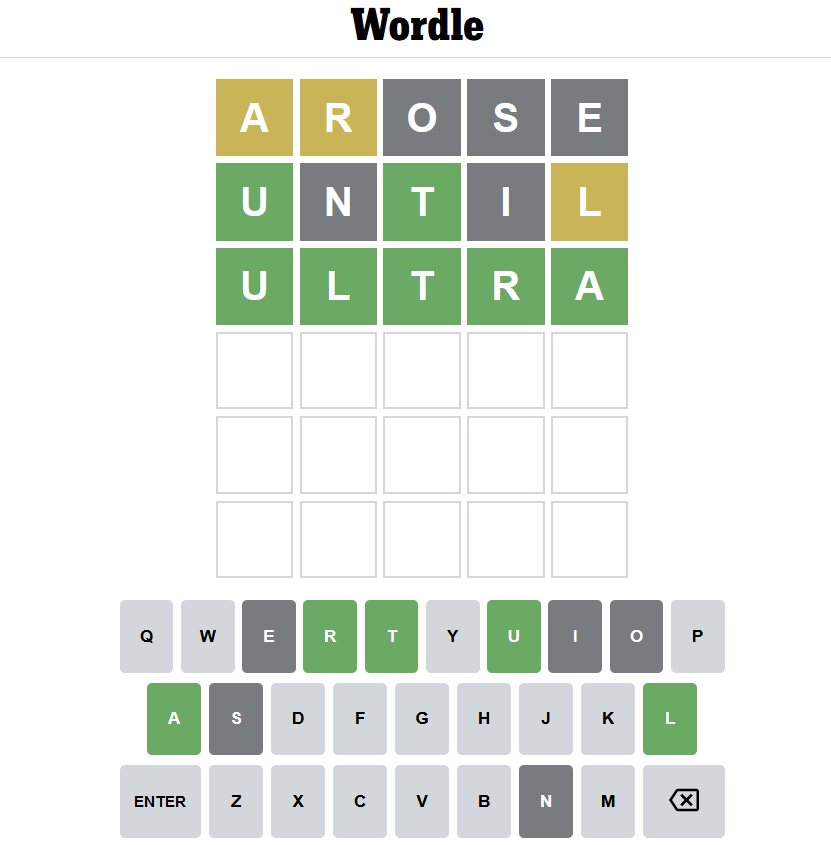 Wordle
A R O S E
U N T I L
U L T R A
Q W E R T Y U I O P
A S D F G H J K L
ENTER Z X C V B N M